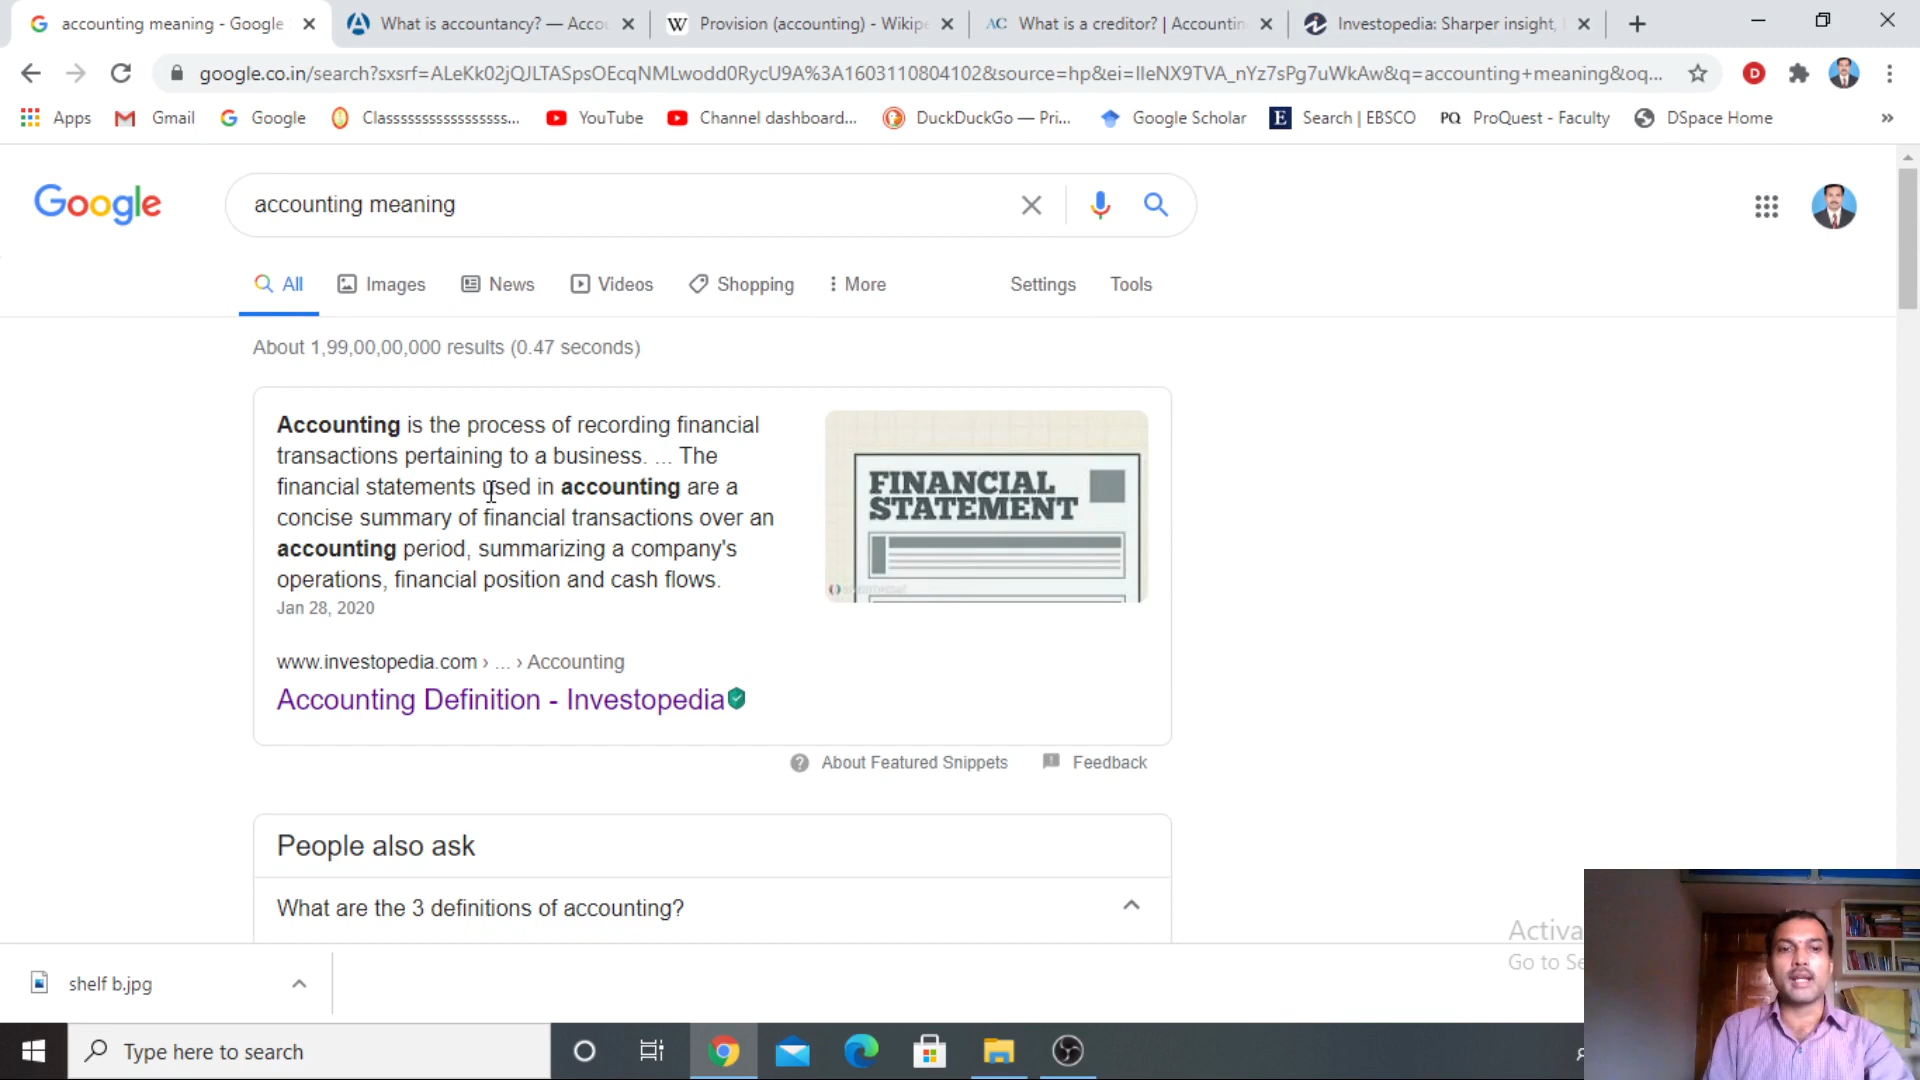 accounting meaning - Google
What is accountancy? — Accou
Provision (accounting) - Wikipe
AC What is a creditor? | Accountin
Investopedia: Sharper insight,
google.co.in/search?sxsrf=ALeKk02jQJLTASpsOEcqNMLwodd0RycU9A%3A1603110804102&source=hp&ei=lIeNX9TVA_nYz7sPg7uWkAw&q=accounting+meaning&oq...
D
Apps
Gmail
Google
Classssssssssssssssss...
YouTube
Channel dashboard...
DuckDuckGo — Pri...
Google Scholar
E Search | EBSCO
PQ ProQuest - Faculty
DSpace Home
»
Google
accounting meaning
All
Images
News
Videos
Shopping
More
Settings
Tools
About 1,99,00,00,000 results (0.47 seconds)
Accounting is the process of recording financial
transactions pertaining to a business. ... The
financial statements used in accounting are a
concise summary of financial transactions over an
accounting period, summarizing a company's
operations, financial position and cash flows.
Jan 28, 2020
FINANCIAL
STATEMENT
www.investopedia.com › ... › Accounting
Accounting Definition - Investopedia
About Featured Snippets
Feedback
People also ask
What are the 3 definitions of accounting?
Activa
Go to Se
shelf b.jpg
Type here to search